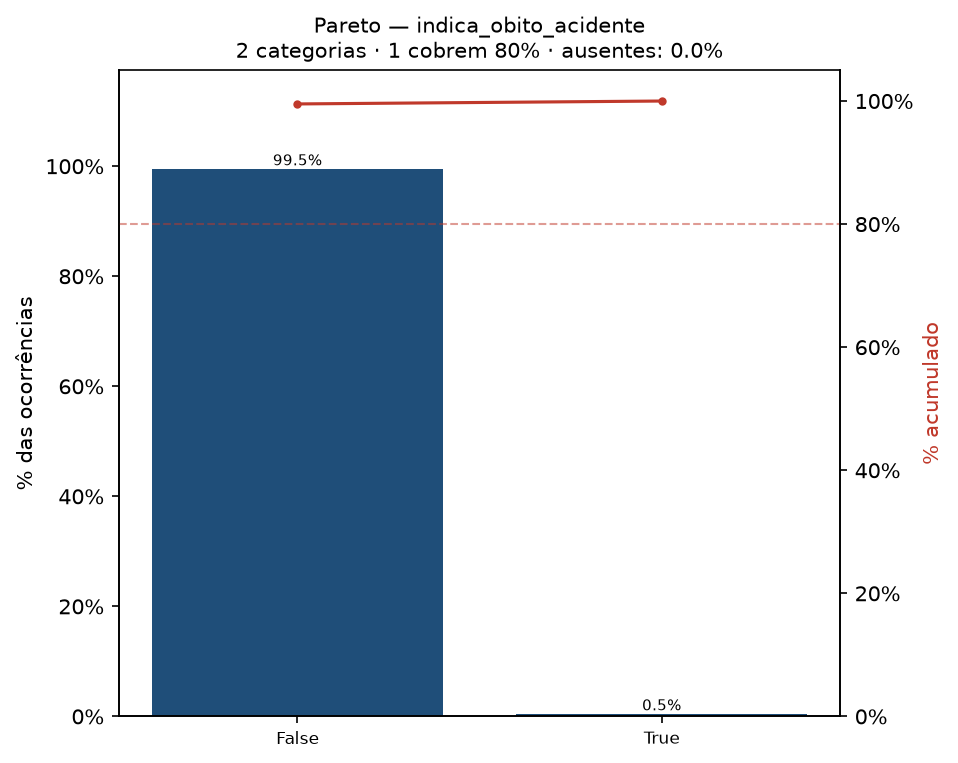 Pareto — indica_obito_acidente
2 categorias · 1 cobrem 80% · ausentes: 0.0%
% das ocorrências
100%
80%
60%
40%
20%
0%
99.5%
0.5%
False
True
100%
80%
60%
40%
20%
0%
% acumulado